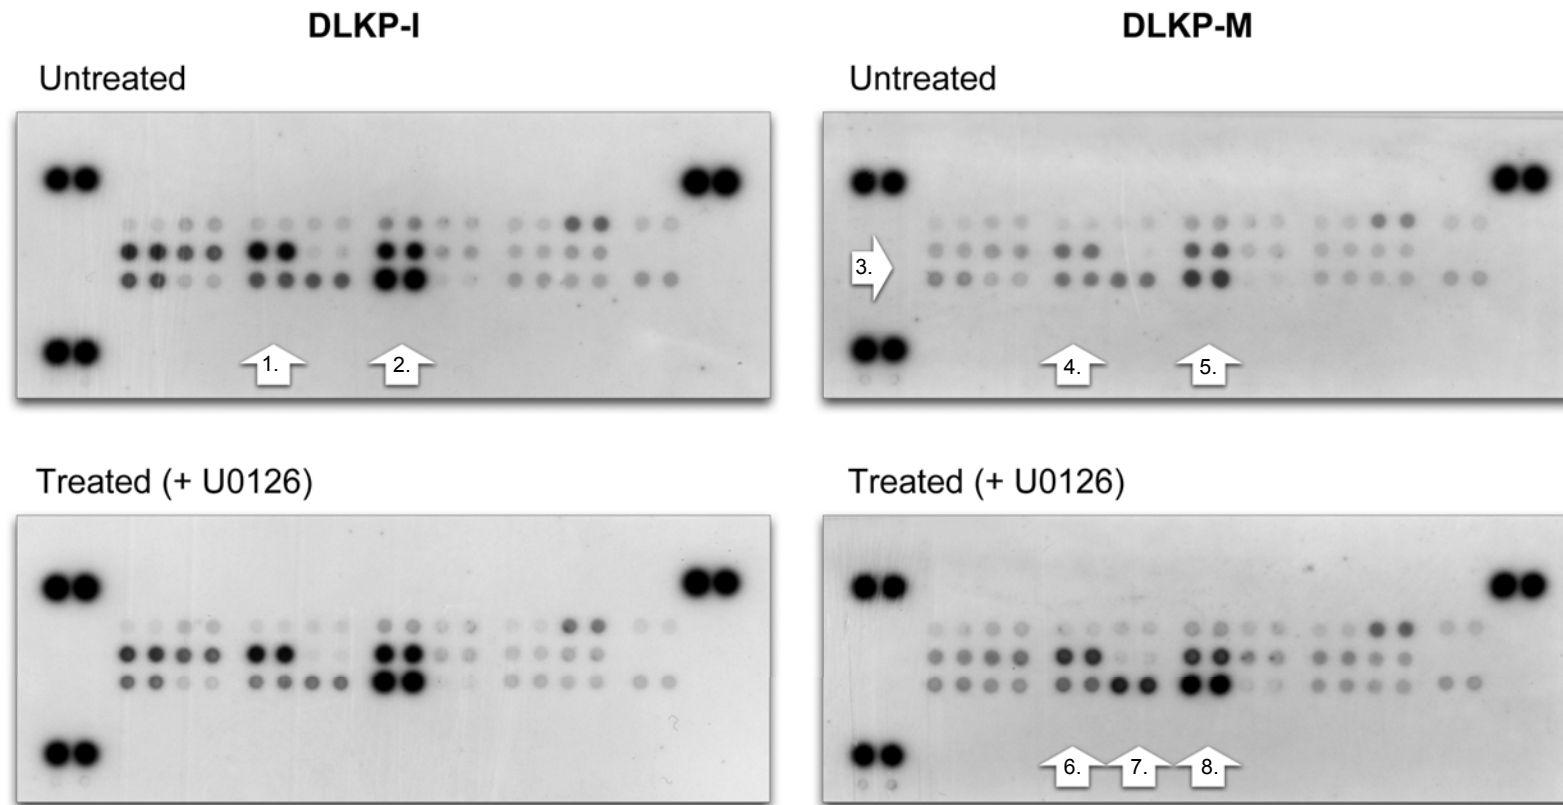 DLKP-I
DLKP-M
Untreated
Untreated
3.
1.
2.
4.
5.
Treated (+ U0126)
Treated (+ U0126)
6.
7.
8.